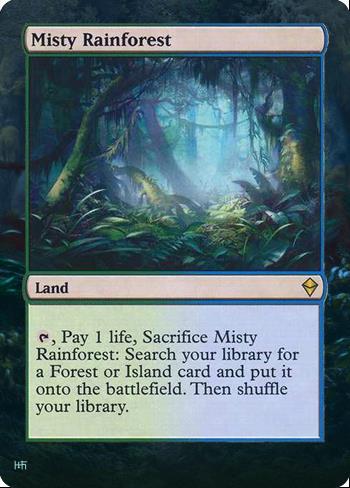 Misty Rainforest
Land
, Pay 1 life, Sacrifice Misty
Rainforest: Search your library for
a Forest or Island card and put it
onto the battlefield. Then shuffle
your library.